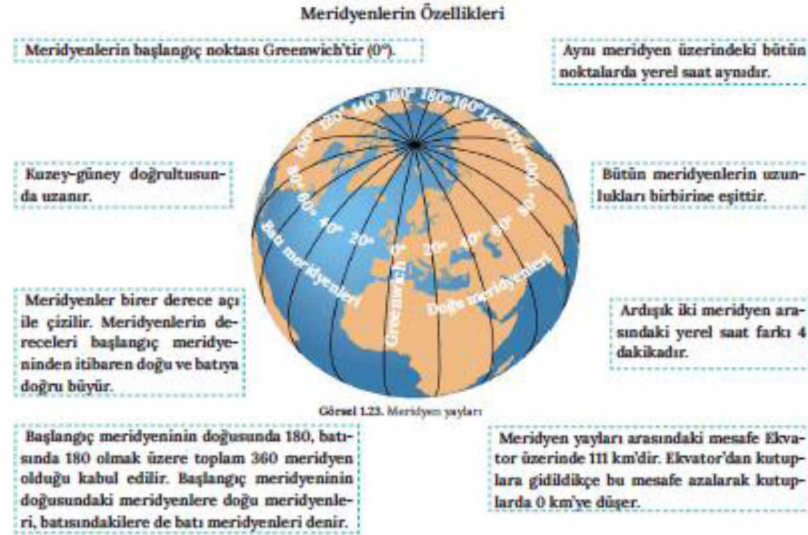 Meridyenlerin Özellikleri
Meridyenlerin başlangıç noktası Greenwich'tir (0°).
Aynı meridyen üzerindeki bütün
noktalarda yerel saat aynıdır.
Kuzey-güney doğrultusun-
da uzanır.
Bütün meridyenlerin uzun-
lukları birbirine eşittir.
100° 120° 140° 160° 180° 160° 140° 120° 100°
80° 60° 40° 20° 0° 20° 40° 60° 80°
Batı meridyenleri
Greenwich
Doğu meridyenleri
Meridyenler birer derece açı
ile çizilir. Meridyenlerin de-
receleri başlangıç meridye-
ninden itibaren doğu ve batıya
doğru büyür.
Ardışık iki meridyen ara-
sındaki yerel saat farkı 4
dakikadır.
Görsel 1.23. Meridyen yayları
Başlangıç meridyeninin doğusunda 180, batı-
sında 180 olmak üzere toplam 360 meridyen
olduğu kabul edilir. Başlangıç meridyeninin
doğusundaki meridyenlere doğu meridyenle-
ri, batısındakilere de batı meridyenleri denir.
Meridyen yayları arasındaki mesafe Ekva-
tor üzerinde 111 km'dir. Ekvator'dan kutup-
lara gidildikçe bu mesafe azalarak kutup-
larda 0 km'ye düşer.